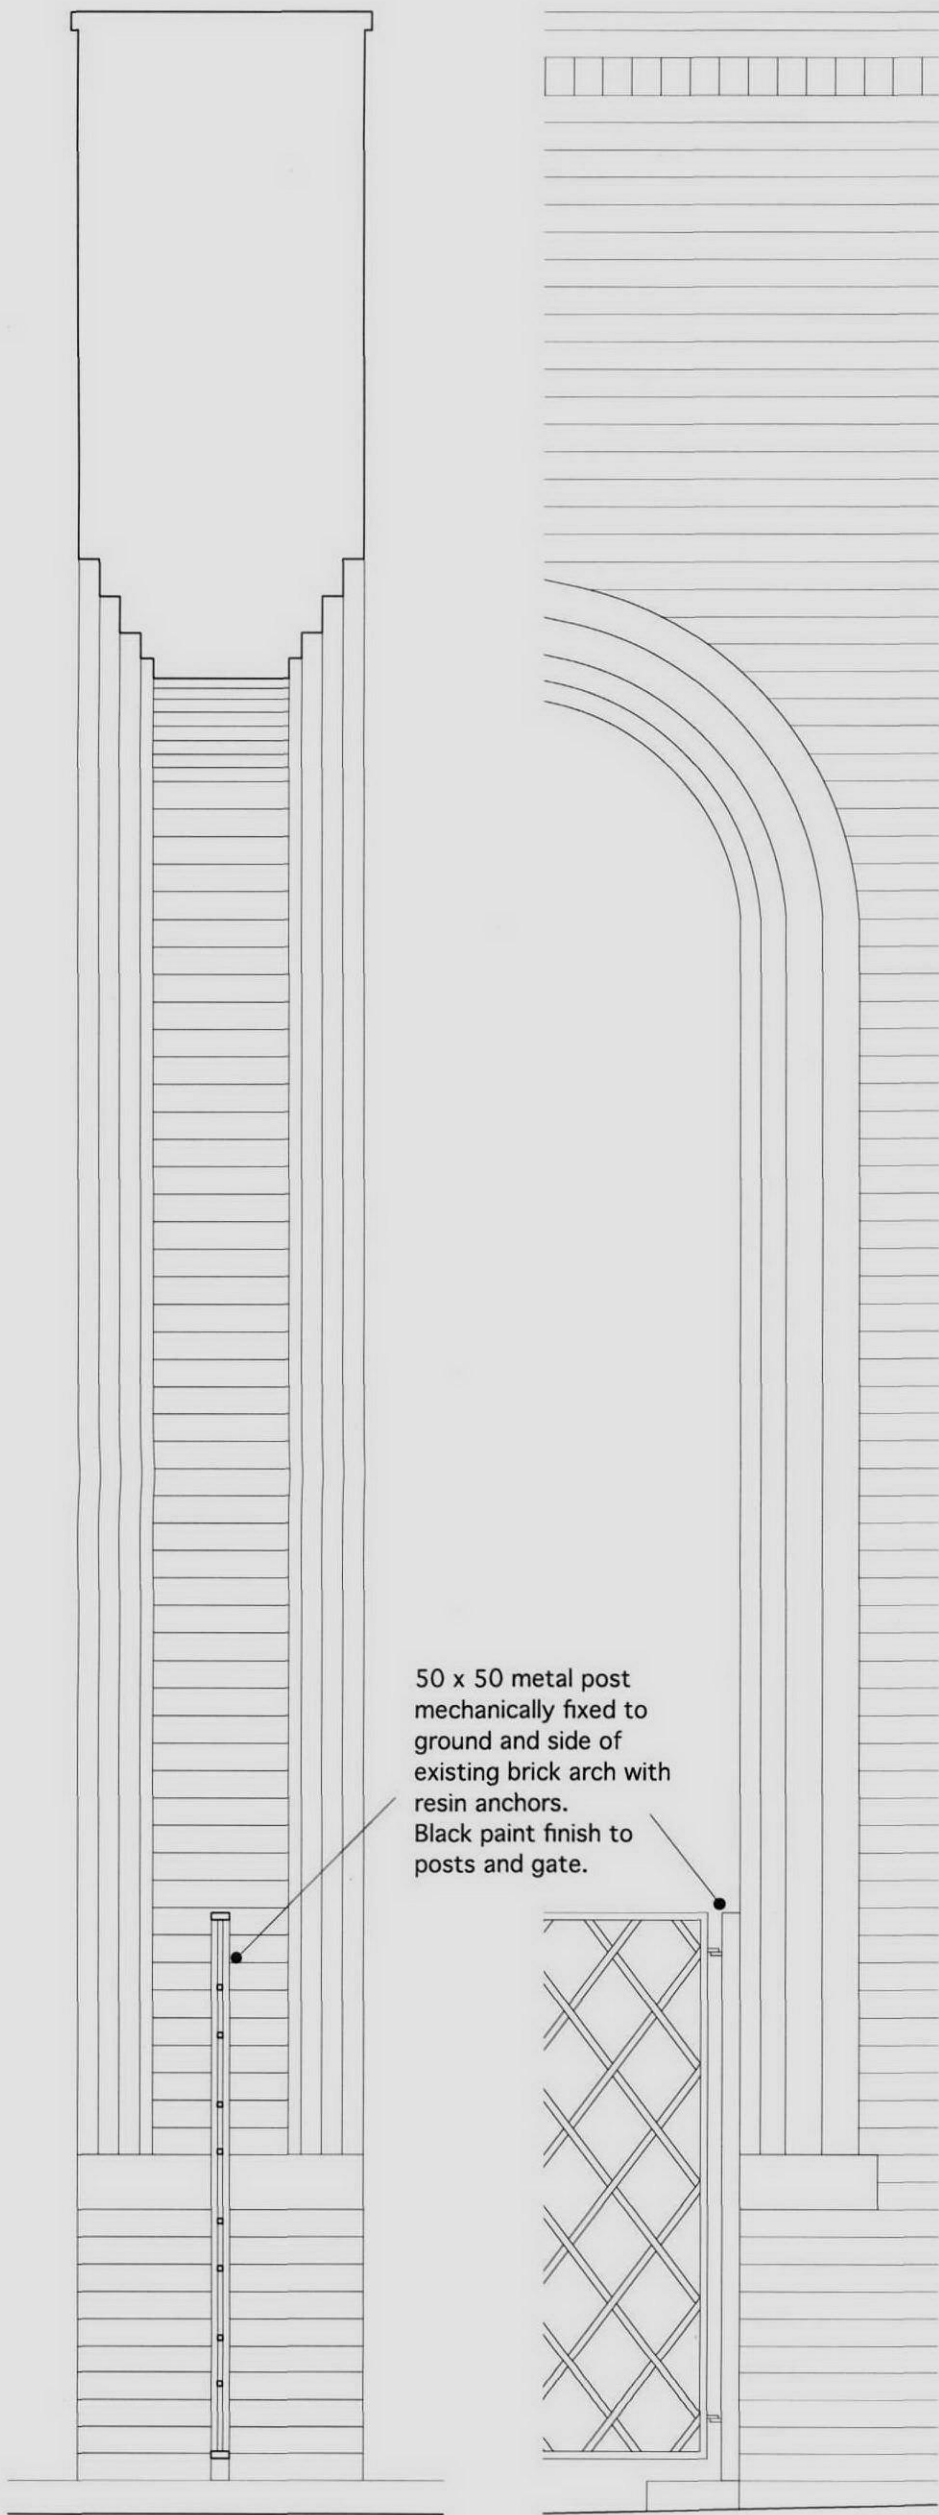 50 x 50 metal post
mechanically fixed to
ground and side of
existing brick arch with
resin anchors.
Black paint finish to
posts and gate.